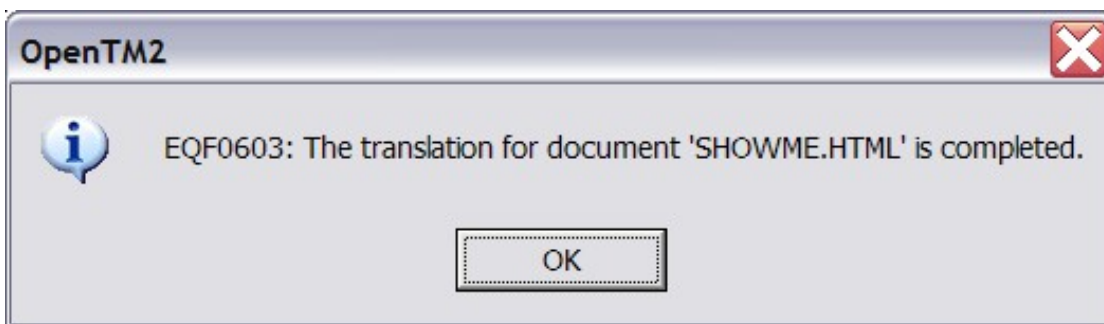 OpenTM2
EQF0603: The translation for document 'SHOWME.HTML' is completed.
OK